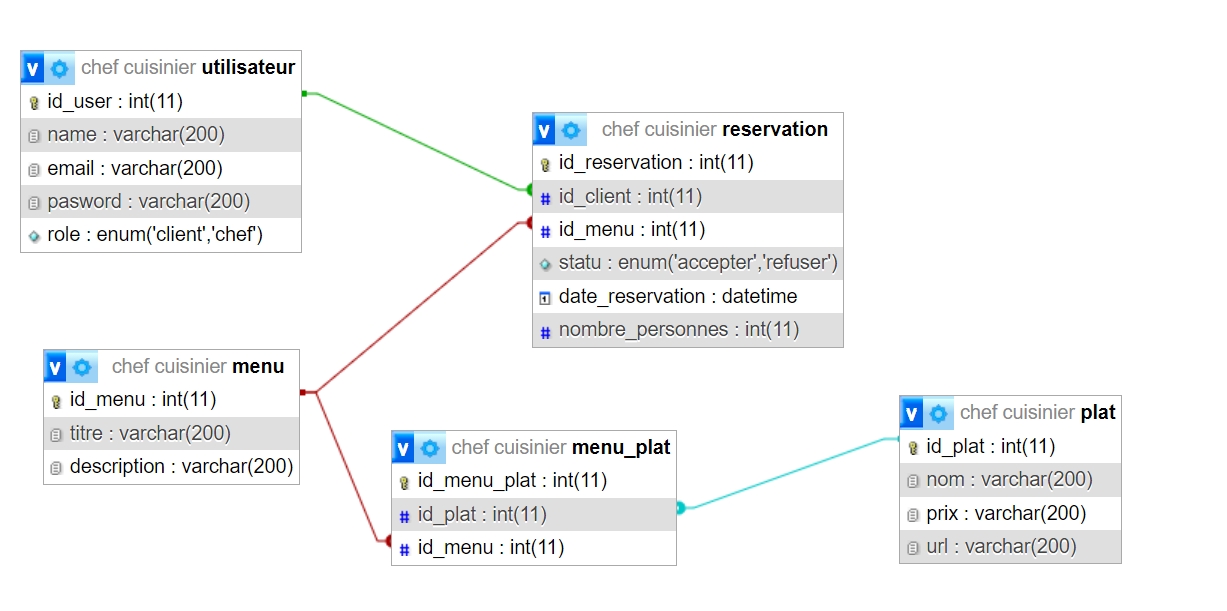 v chef cuisinier utilisateur
id_user : int(11)
name : varchar(200)
email : varchar(200)
pasword : varchar(200)
role : enum('client','chef')
v chef cuisinier reservation
id_reservation : int(11)
id_client : int(11)
id_menu : int(11)
statu : enum('accepter','refuser')
date_reservation : datetime
nombre_personnes : int(11)
v chef cuisinier menu
id_menu : int(11)
titre : varchar(200)
description : varchar(200)
v chef cuisinier menu_plat
id_menu_plat : int(11)
id_plat : int(11)
id_menu : int(11)
v chef cuisinier plat
id_plat : int(11)
nom : varchar(200)
prix : varchar(200)
url : varchar(200)